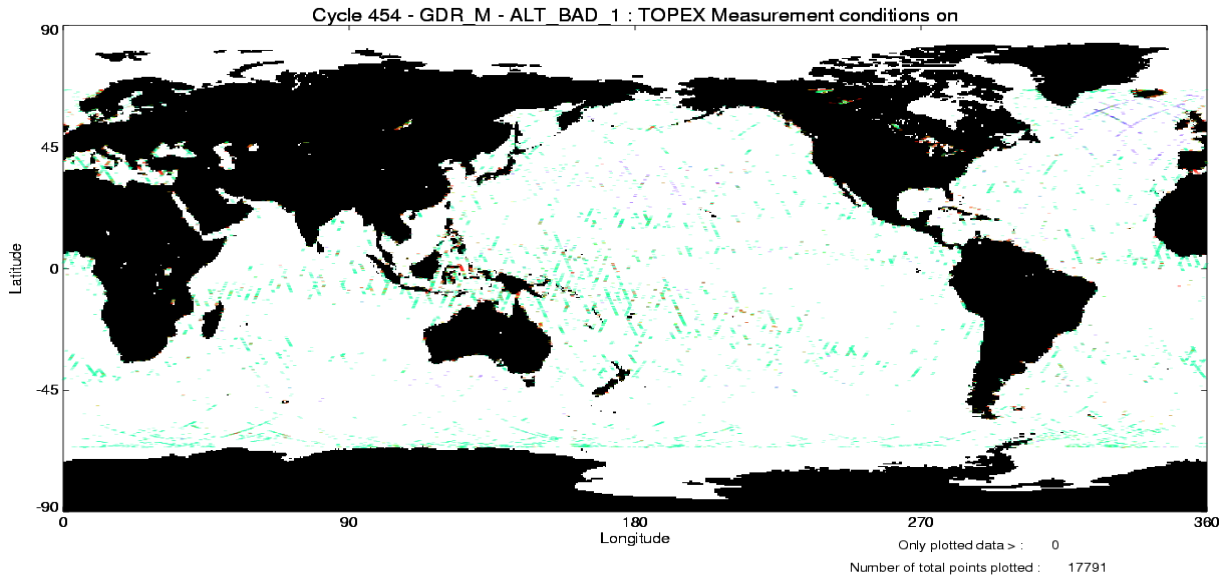 Cycle 454 - GDR_M - ALT_BAD_1 : TOPEX Measurement conditions on
90
45
0
-45
-90
Latitude
0 90 180 270 360
Longitude
Only plotted data > : 0
Number of total points plotted : 17791